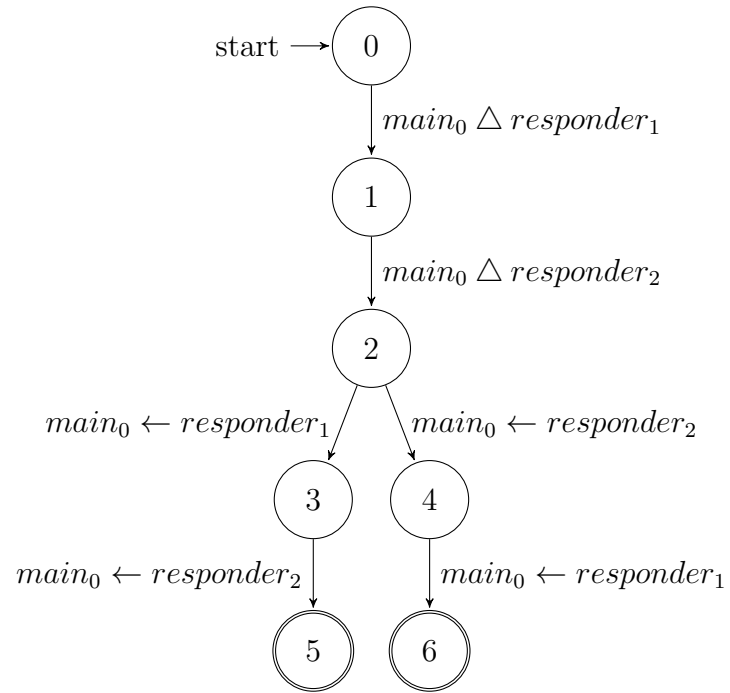 start
0
main₀ △ responder₁
1
main₀ △ responder₂
2
main₀ ← responder₁
main₀ ← responder₂
3
4
main₀ ← responder₂
main₀ ← responder₁
5
6